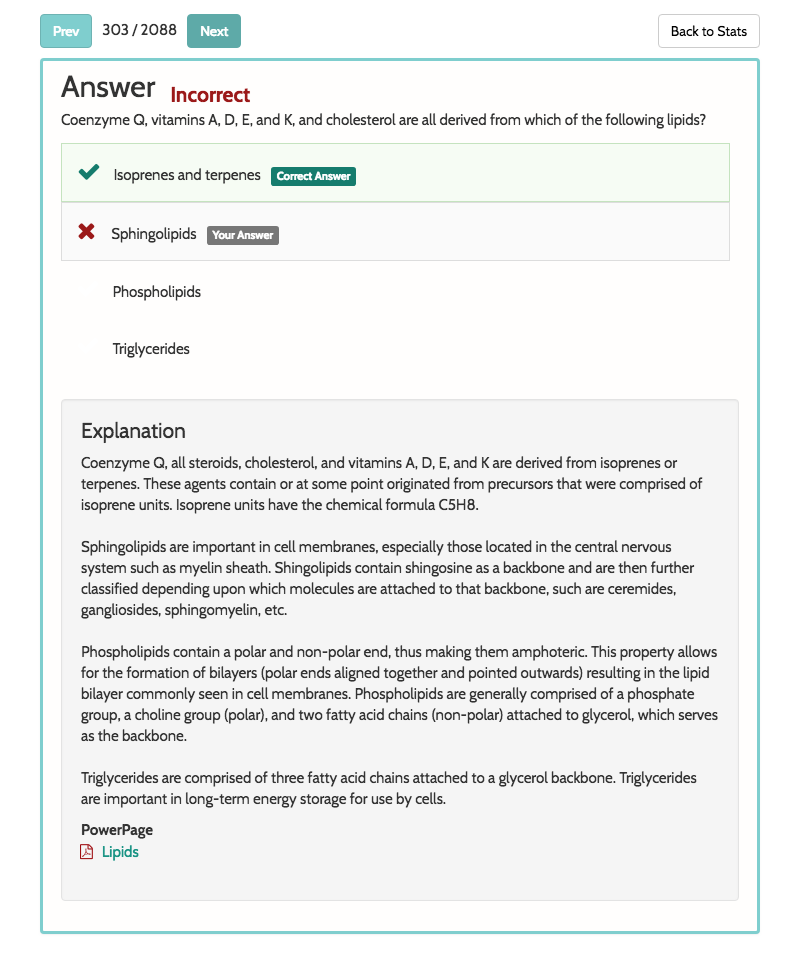 Prev 303 / 2088 Next Back to Stats
Answer Incorrect
Coenzyme Q, vitamins A, D, E, and K, and cholesterol are all derived from which of the following lipids?
Isoprenes and terpenes Correct Answer
Sphingolipids Your Answer
Phospholipids
Triglycerides
Explanation
Coenzyme Q, all steroids, cholesterol, and vitamins A, D, E, and K are derived from isoprenes or
terpenes. These agents contain or at some point originated from precursors that were comprised of
isoprene units. Isoprene units have the chemical formula C5H8.
Sphingolipids are important in cell membranes, especially those located in the central nervous
system such as myelin sheath. Shingolipids contain shingosine as a backbone and are then further
classified depending upon which molecules are attached to that backbone, such are ceremides,
gangliosides, sphingomyelin, etc.
Phospholipids contain a polar and non-polar end, thus making them amphoteric. This property allows
for the formation of bilayers (polar ends aligned together and pointed outwards) resulting in the lipid
bilayer commonly seen in cell membranes. Phospholipids are generally comprised of a phosphate
group, a choline group (polar), and two fatty acid chains (non-polar) attached to glycerol, which serves
as the backbone.
Triglycerides are comprised of three fatty acid chains attached to a glycerol backbone. Triglycerides
are important in long-term energy storage for use by cells.
PowerPage
Lipids